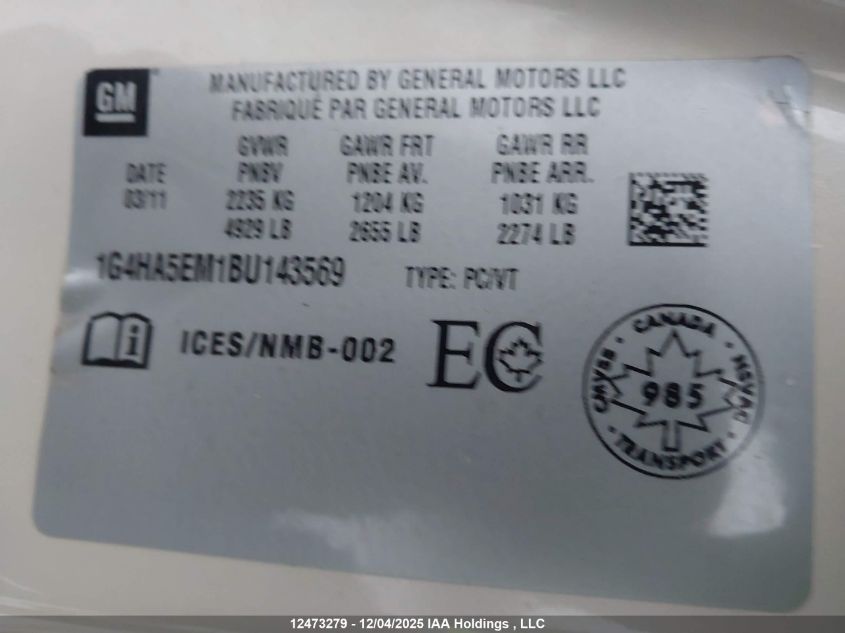 GM
MANUFACTURED BY GENERAL MOTORS LLC
FABRIQUÉ PAR GENERAL MOTORS LLC
GVWR GAWR FRT GAWR RR
DATE PNBV PNBE AV. PNBE ARR.
03/11 2235 KG 1204 KG 1031 KG
4929 LB 2655 LB 2274 LB
1G4HA5EM1BU143569 TYPE: PC/VT
i ICES/NMB-002 EC
CANADA
CMVSS 985 NSVAC
TRANSPORT
12473279 - 12/04/2025 IAA Holdings , LLC